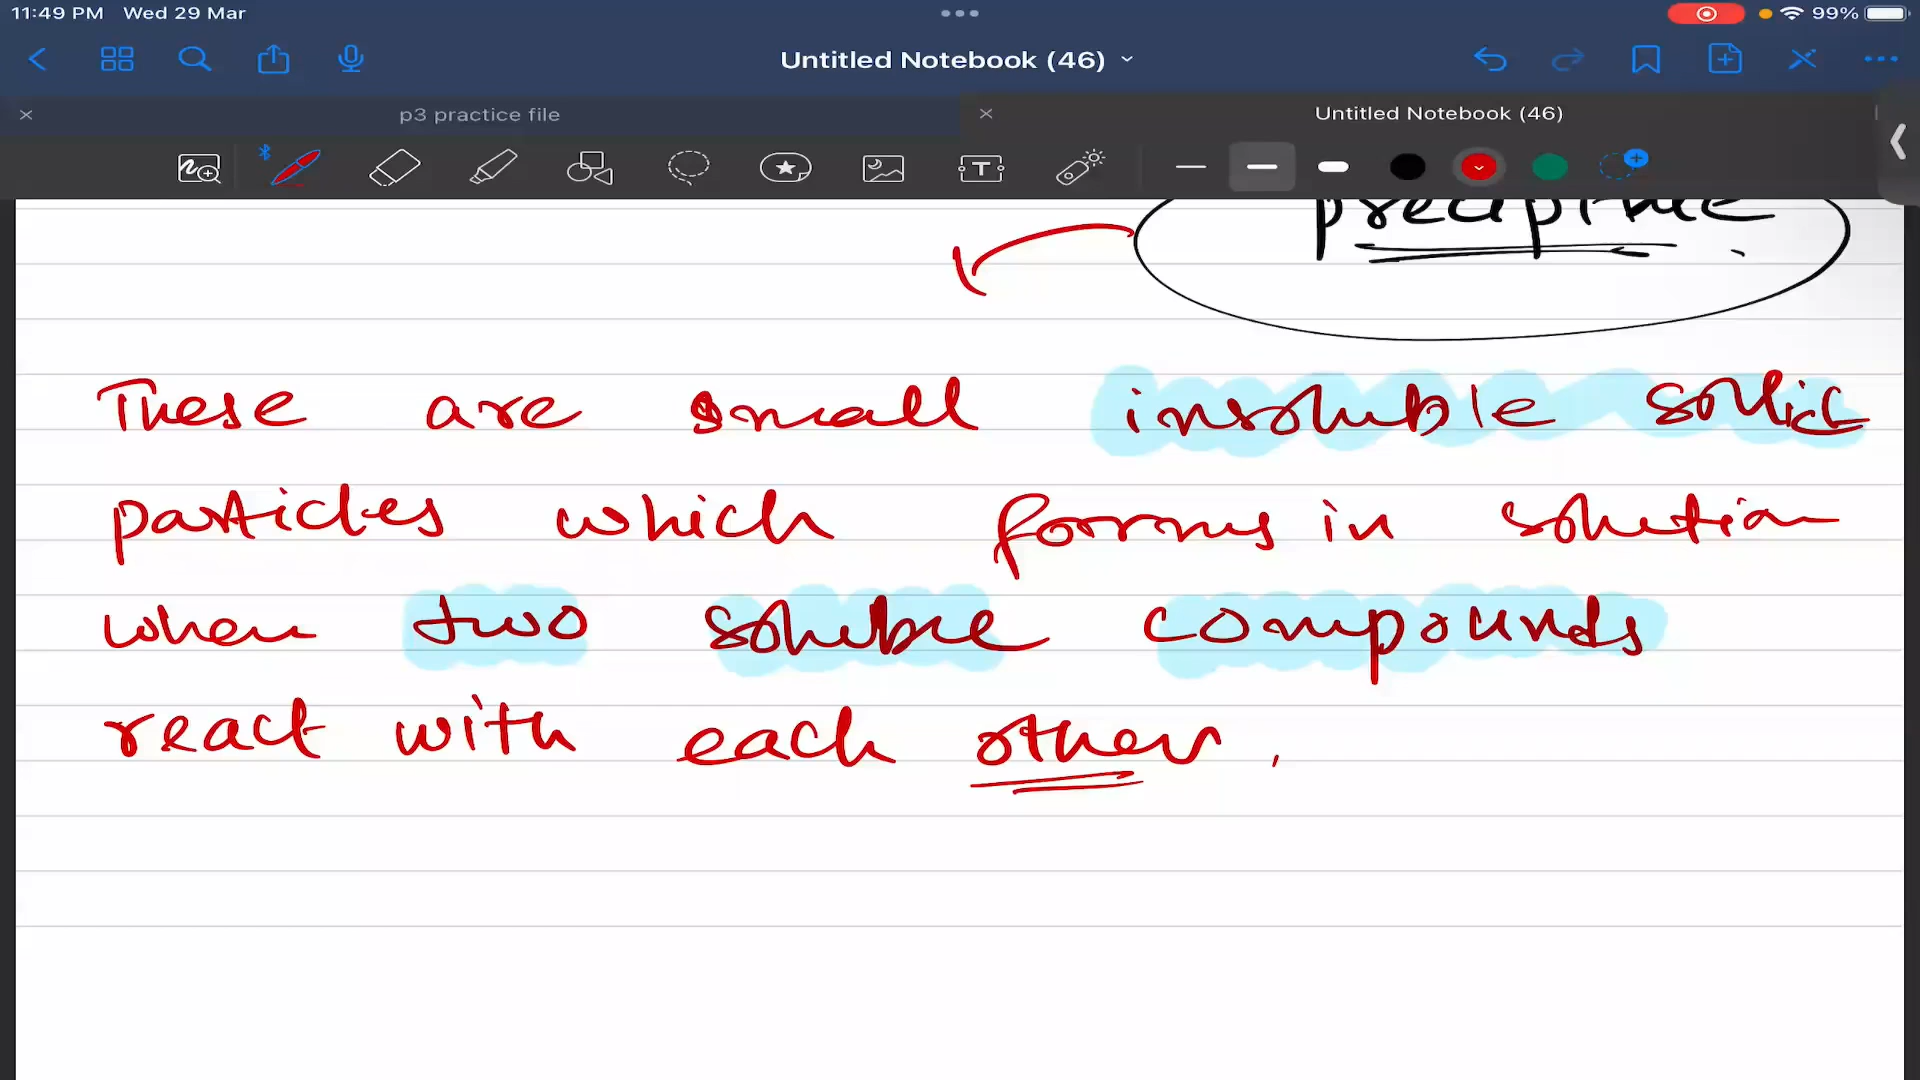 11:49 PM Wed 29 Mar
99%
Untitled Notebook (46)
p3 practice file
Untitled Notebook (46)
These are small insoluble solid
particles which forms in solution
when two soluble compounds
react with each other.